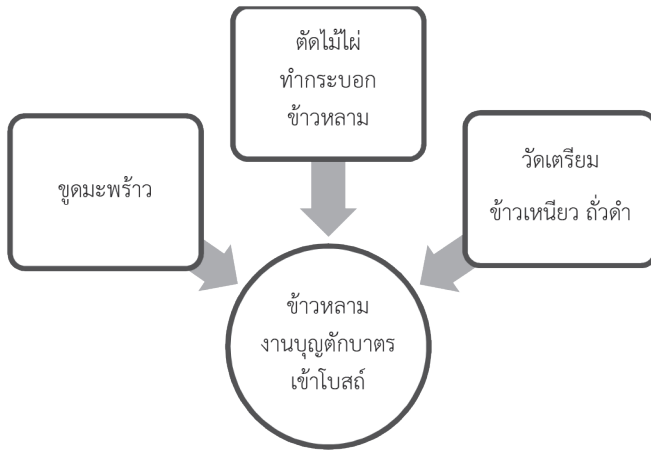 ตัดไม้ไผ่
ทำกระบอก
ข้าวหลาม
ขูดมะพร้าว
วัดเตรียม
ข้าวเหนียว ถั่วดำ
ข้าวหลาม
งานบุญตักบาตร
เข้าโบสถ์